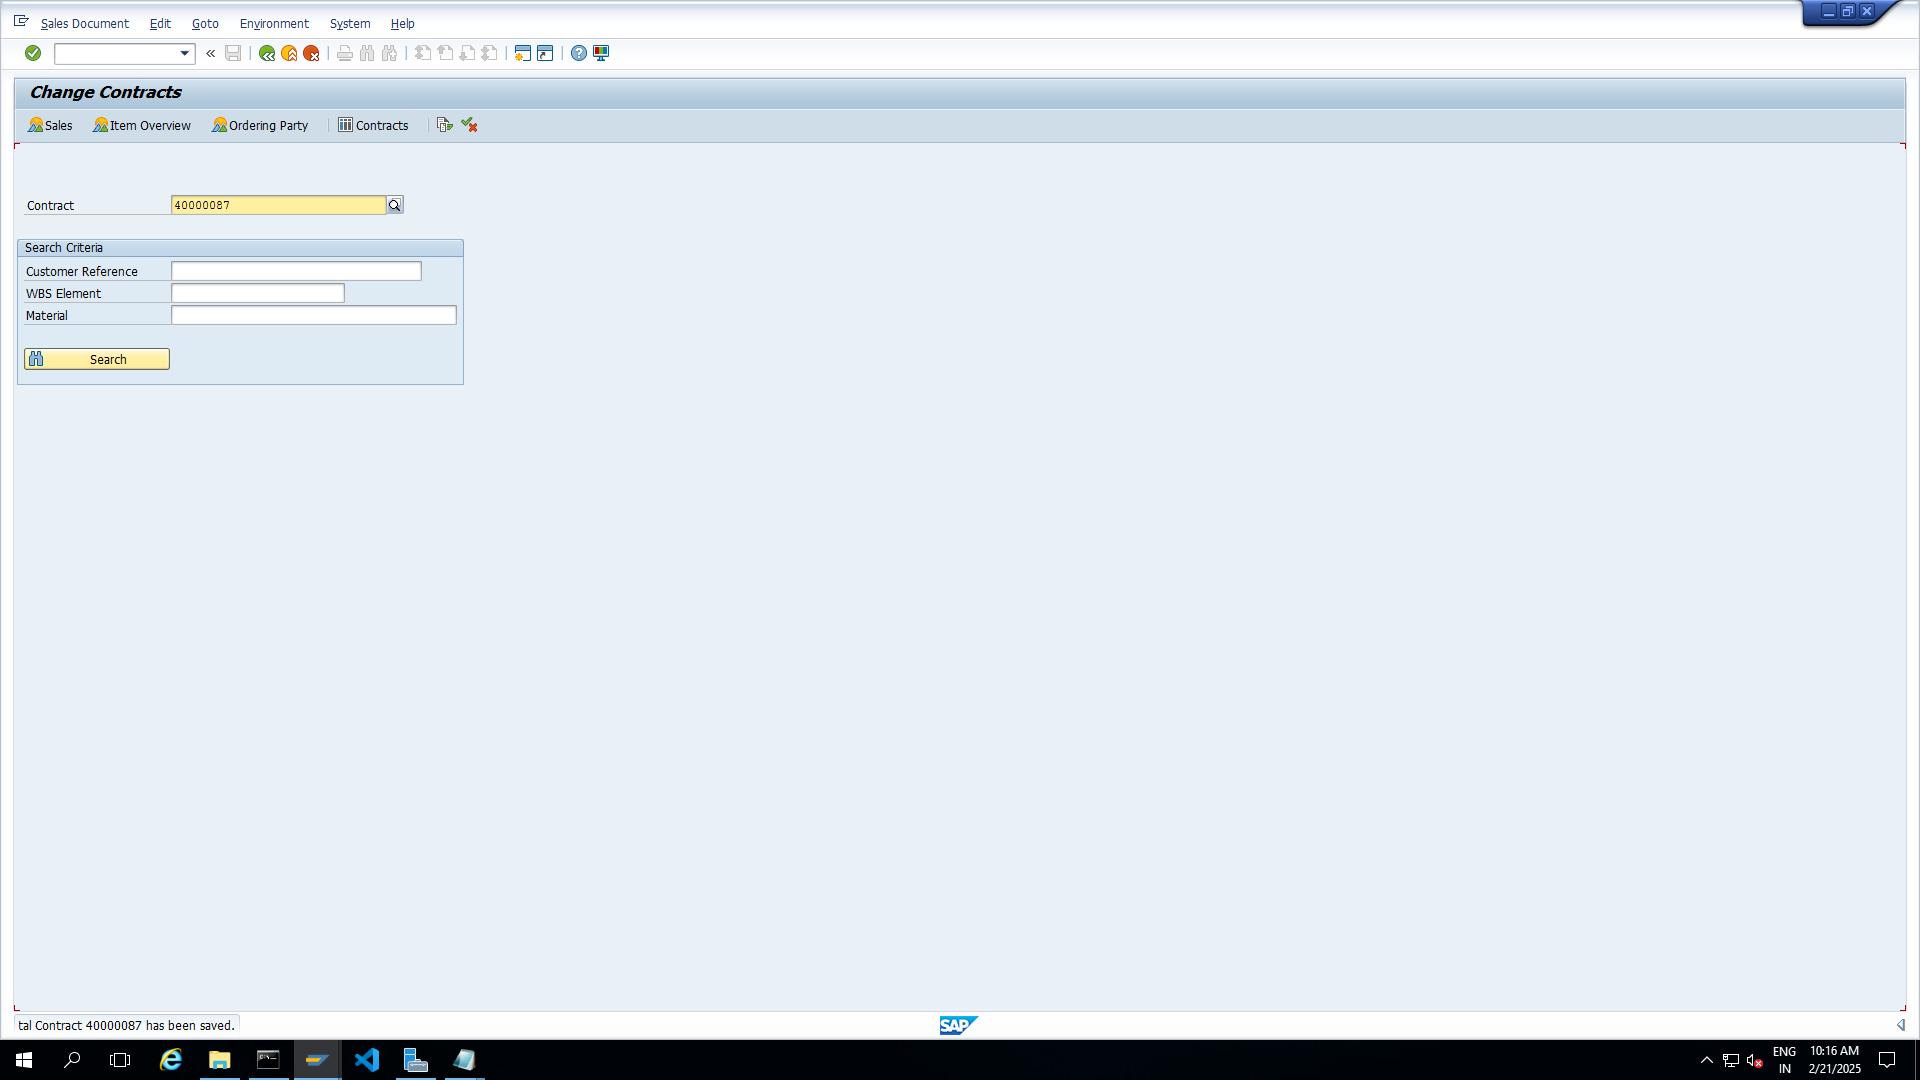 Sales Document Edit Goto Environment System Help
Change Contracts
Sales Item Overview Ordering Party Contracts
Contract 40000087
Search Criteria
Customer Reference
WBS Element
Material
Search
tal Contract 40000087 has been saved.
SAP
ENG 10:16 AM
IN 2/21/2025